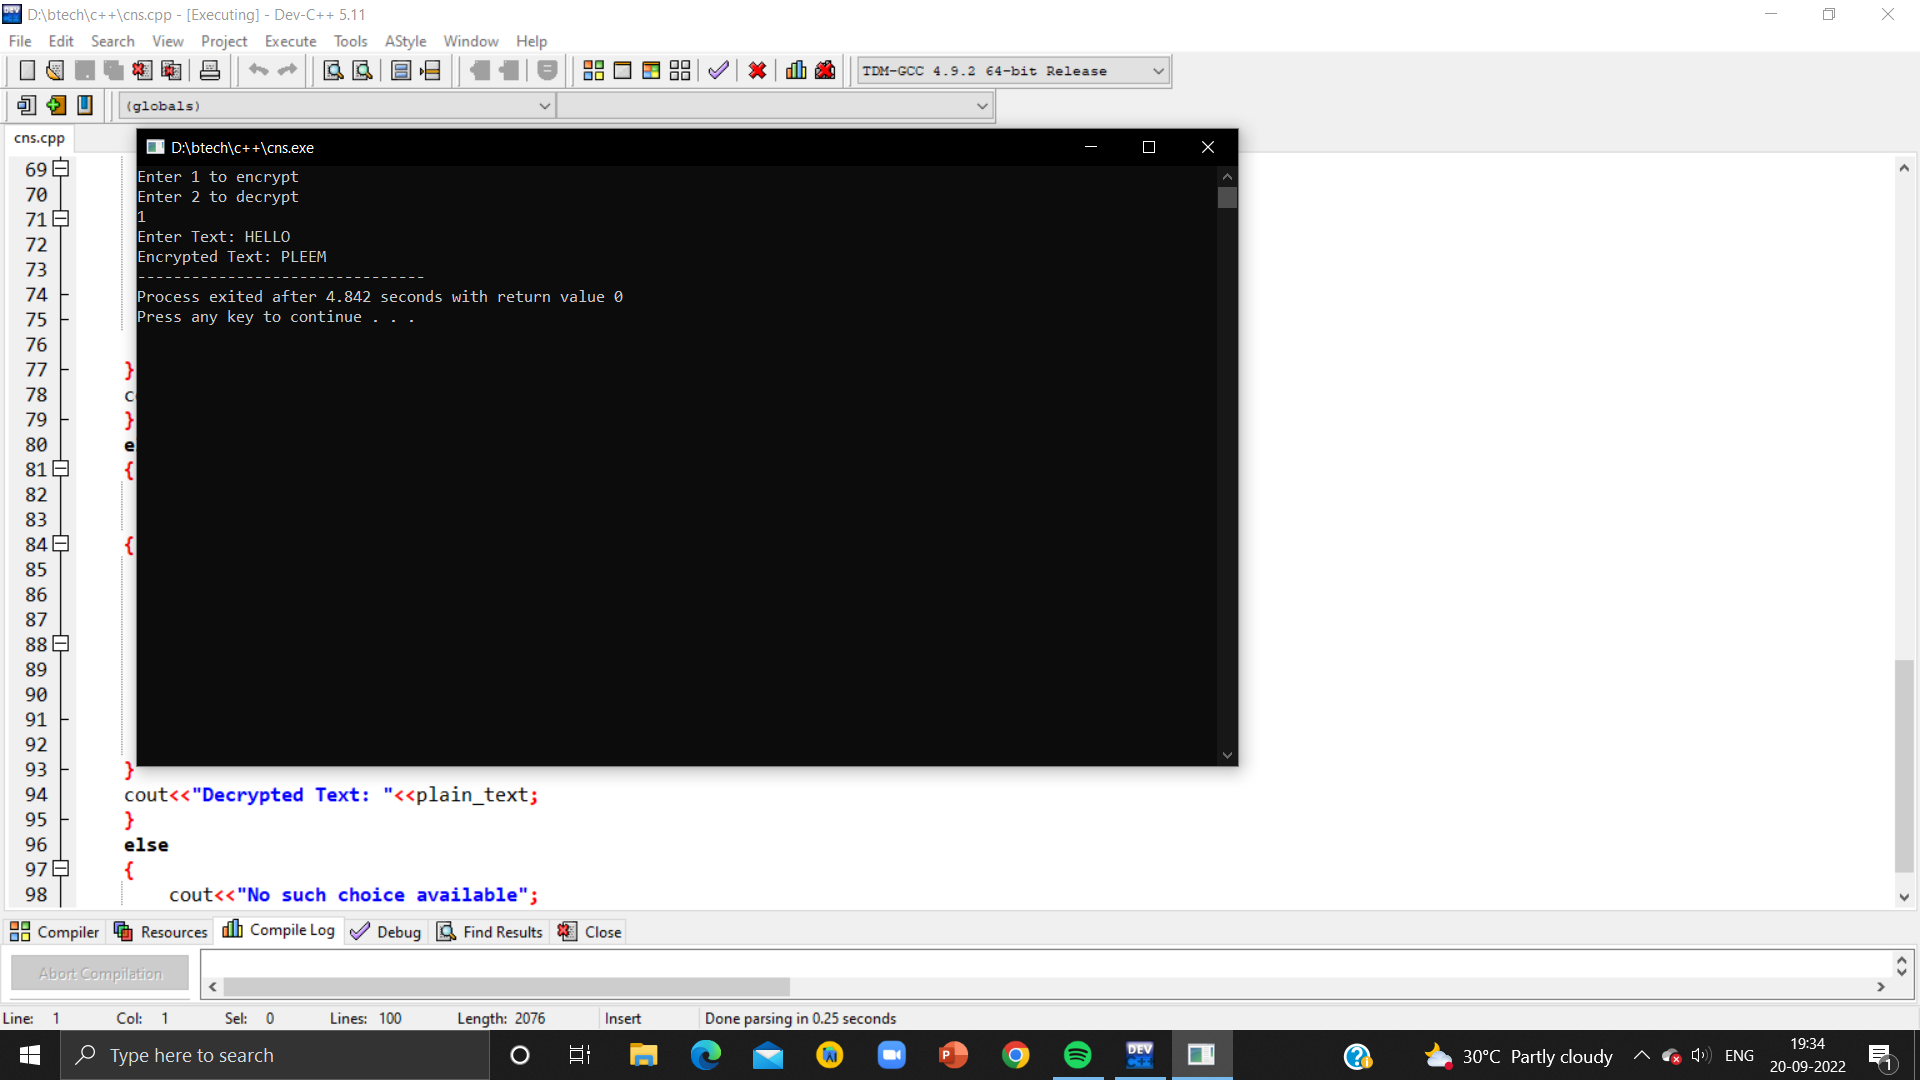 D:\btech\c++\cns.cpp - [Executing] - Dev-C++ 5.11
File Edit Search View Project Execute Tools AStyle Window Help
TDM-GCC 4.9.2 64-bit Release
(globals)
cns.cpp
D:\btech\c++\cns.exe
Enter 1 to encrypt
Enter 2 to decrypt
1
Enter Text: HELLO
Encrypted Text: PLEEM
--------------------------------
Process exited after 4.842 seconds with return value 0
Press any key to continue . . .
69
70
71
72
73
74
75
76
77 }
78 c
79 }
80 e
81 {
82
83
84 {
85
86
87
88
89
90
91
92
93 }
94 cout<<"Decrypted Text: "<<plain_text;
95 }
96 else
97 {
98 cout<<"No such choice available";
Compiler Resources Compile Log Debug Find Results Close
Abort Compilation
Line: 1 Col: 1 Sel: 0 Lines: 100 Length: 2076 Insert Done parsing in 0.25 seconds
Type here to search
DEV C++
30°C Partly cloudy
ENG
19:34
20-09-2022
1